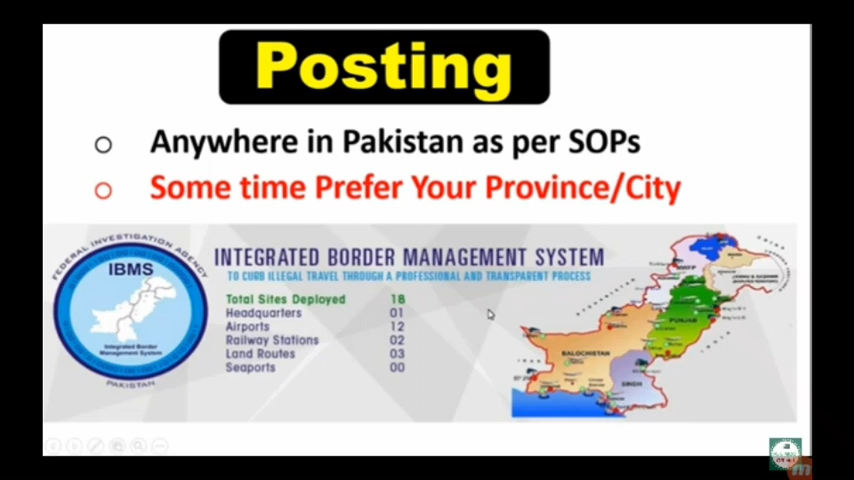 Posting
Anywhere in Pakistan as per SOPs
Some time Prefer Your Province/City
FEDERAL INVESTIGATION AGENCY
IBMS
Integrated Border
Management System
PAKISTAN
INTEGRATED BORDER MANAGEMENT SYSTEM
TO CURB ILLEGAL TRAVEL THROUGH A PROFESSIONAL AND TRANSPARENT PROCESS
Total Sites Deployed 18
Headquarters 01
Airports 12
Railway Stations 02
Land Routes 03
Seaports 00
PUNJAB
BALOCHISTAN
SINDH